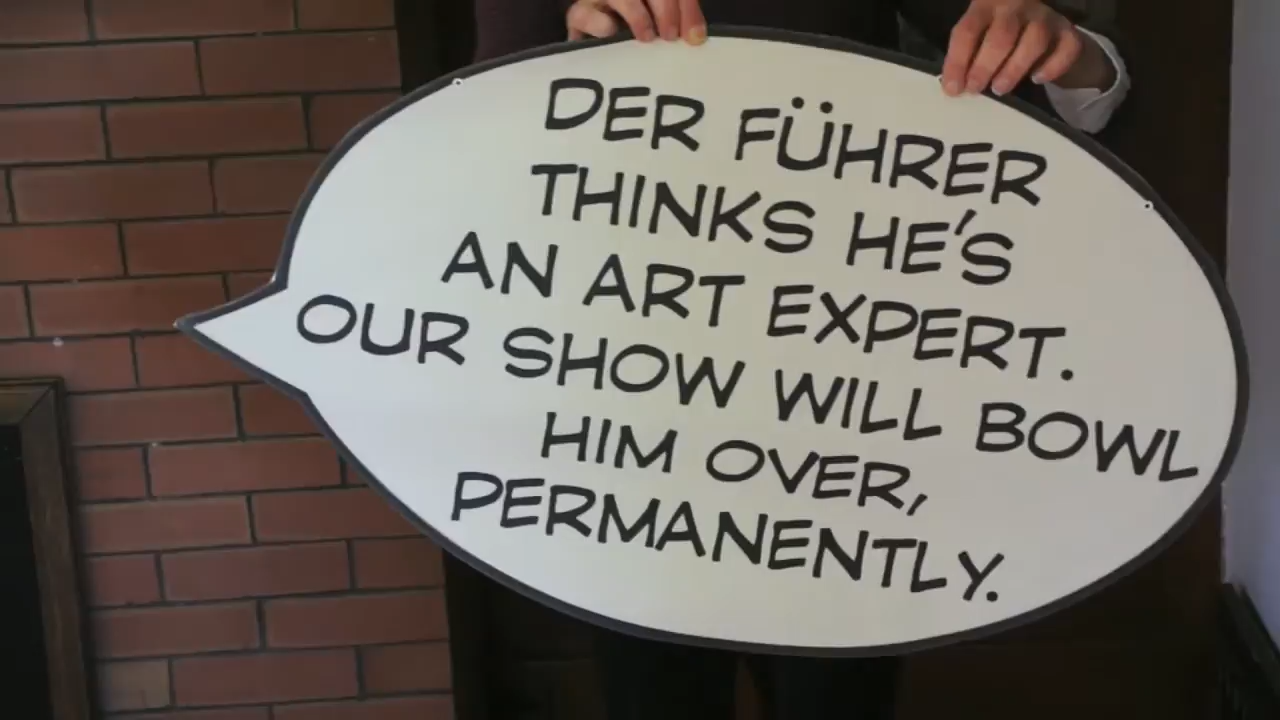 DER FÜHRER
THINKS HE'S
AN ART EXPERT.
OUR SHOW WILL BOWL
HIM OVER,
PERMANENTLY.